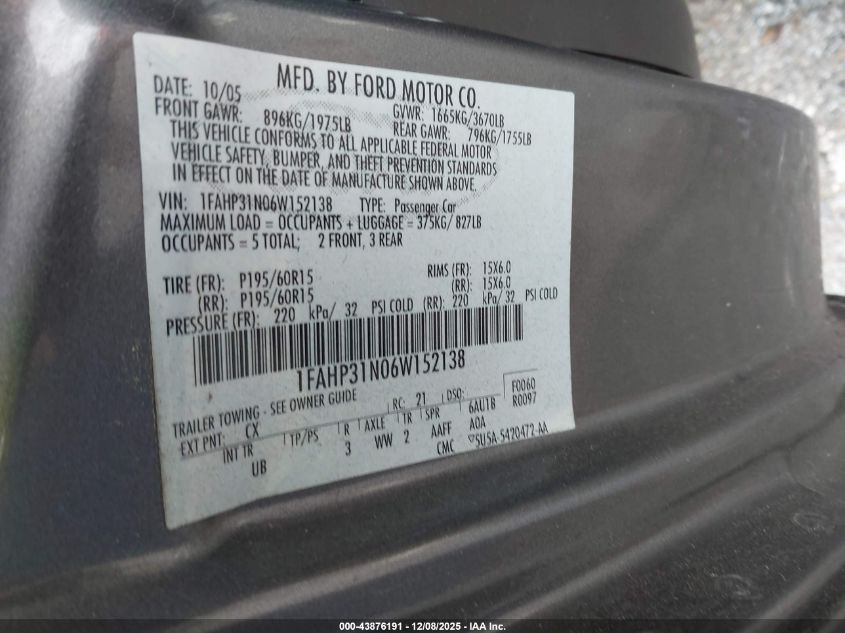 MFD. BY FORD MOTOR CO.
DATE: 10/05 GVWR: 1665KG/3670LB
FRONT GAWR: 896KG/1975LB REAR GAWR: 796KG/1755LB
THIS VEHICLE CONFORMS TO ALL APPLICABLE FEDERAL MOTOR
VEHICLE SAFETY, BUMPER, AND THEFT PREVENTION STANDARDS
IN EFFECT ON THE DATE OF MANUFACTURE SHOWN ABOVE.
VIN: 1FAHP31N06W152138 TYPE: Passenger Car
MAXIMUM LOAD = OCCUPANTS + LUGGAGE = 375KG/ 827LB
OCCUPANTS = 5 TOTAL; 2 FRONT, 3 REAR
TIRE (FR): P195/60R15 RIMS (FR): 15X6.0
(RR): P195/60R15 (RR): 15X6.0
PRESSURE (FR): 220 kPa/ 32 PSI COLD (RR): 220 kPa/ 32 PSI COLD
1FAHP31N06W152138
TRAILER TOWING - SEE OWNER GUIDE RC: 21 DSO: F0060
R0097
EXT PNT: CX INT TR TP/PS R AXLE TR SPR 6AU1B
UB 3 WW 2 AAFF AOA
CMC SU5A-5420472-AA
000-43876191 - 12/08/2025 - IAA Inc.